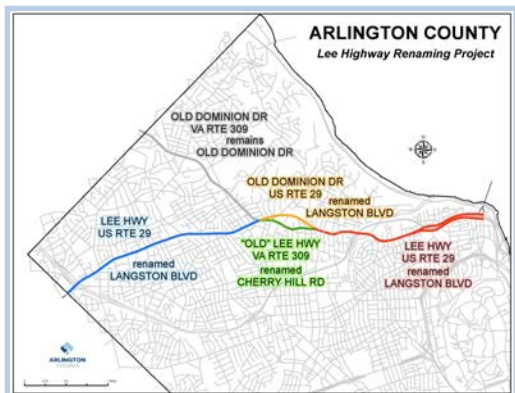 ARLINGTON COUNTY
Lee Highway Renaming Project
OLD DOMINION DR
VA RTE 309
remains
OLD DOMINION DR
OLD DOMINION DR
US RTE 29
renamed
LANGSTON BLVD
LEE HWY
US RTE 29
renamed
LANGSTON BLVD
"OLD" LEE HWY
VA RTE 309
renamed
CHERRY HILL RD
LEE HWY
US RTE 29
renamed
LANGSTON BLVD
ARLINGTON
VIRGINIA